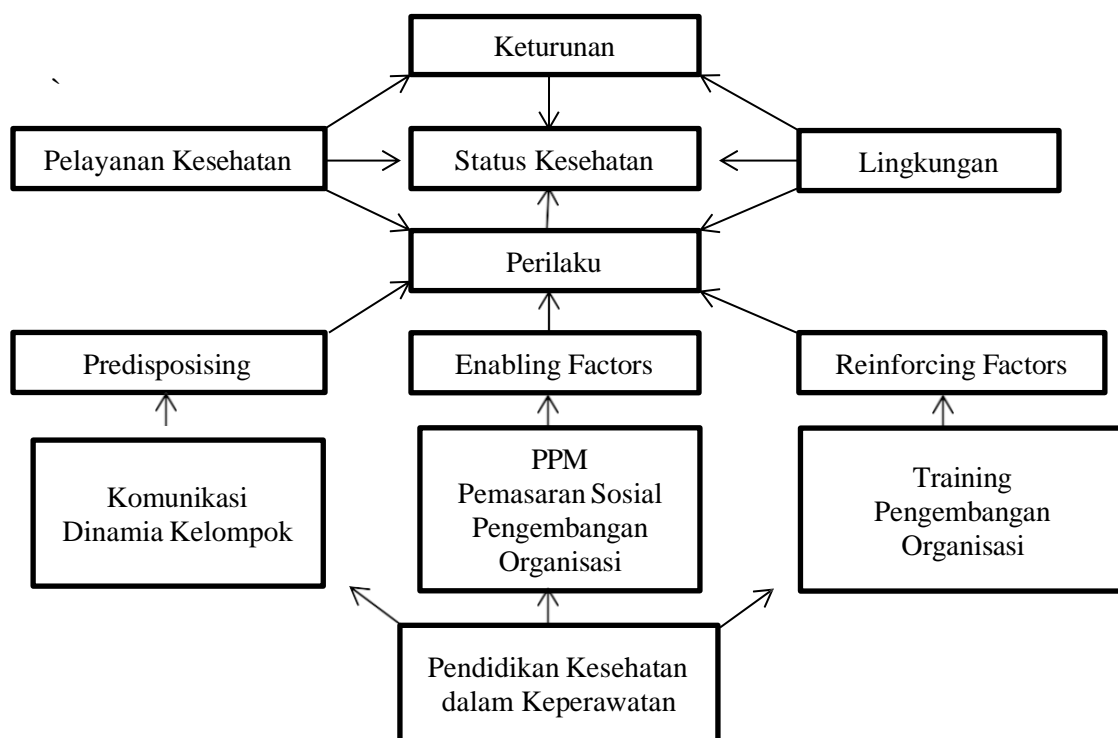 Keturunan
`
Pelayanan Kesehatan
Status Kesehatan
Lingkungan
Perilaku
Predisposising
Enabling Factors
Reinforcing Factors
Komunikasi
Dinamia Kelompok
PPM
Pemasaran Sosial
Pengembangan
Organisasi
Training
Pengembangan
Organisasi
Pendidikan Kesehatan
dalam Keperawatan